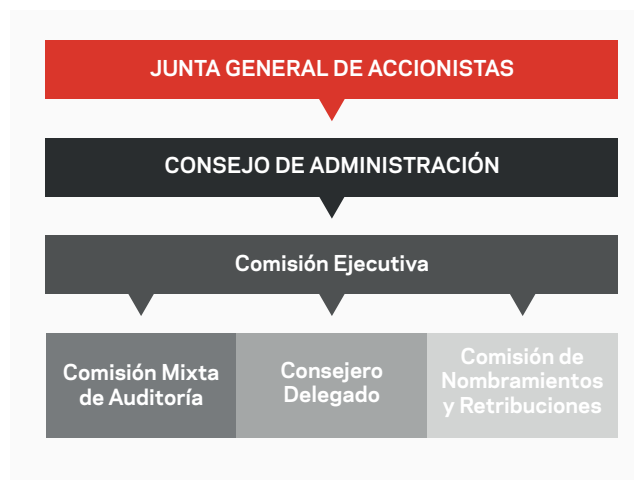 JUNTA GENERAL DE ACCIONISTAS
CONSEJO DE ADMINISTRACIÓN
Comisión Ejecutiva
Comisión Mixta
de Auditoría
Consejero
Delegado
Comisión de
Nombramientos
y Retribuciones